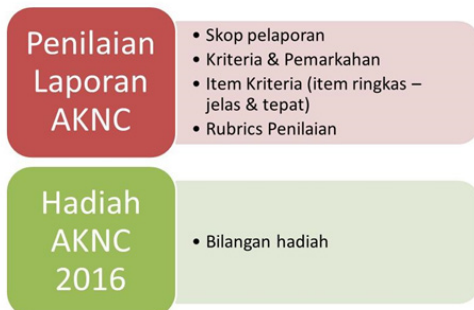 Penilaian
Laporan
AKNC
• Skop pelaporan
• Kriteria & Pemarkahan
• Item Kriteria (item ringkas –
jelas & tepat)
• Rubrics Penilaian
Hadiah
AKNC
2016
• Bilangan hadiah